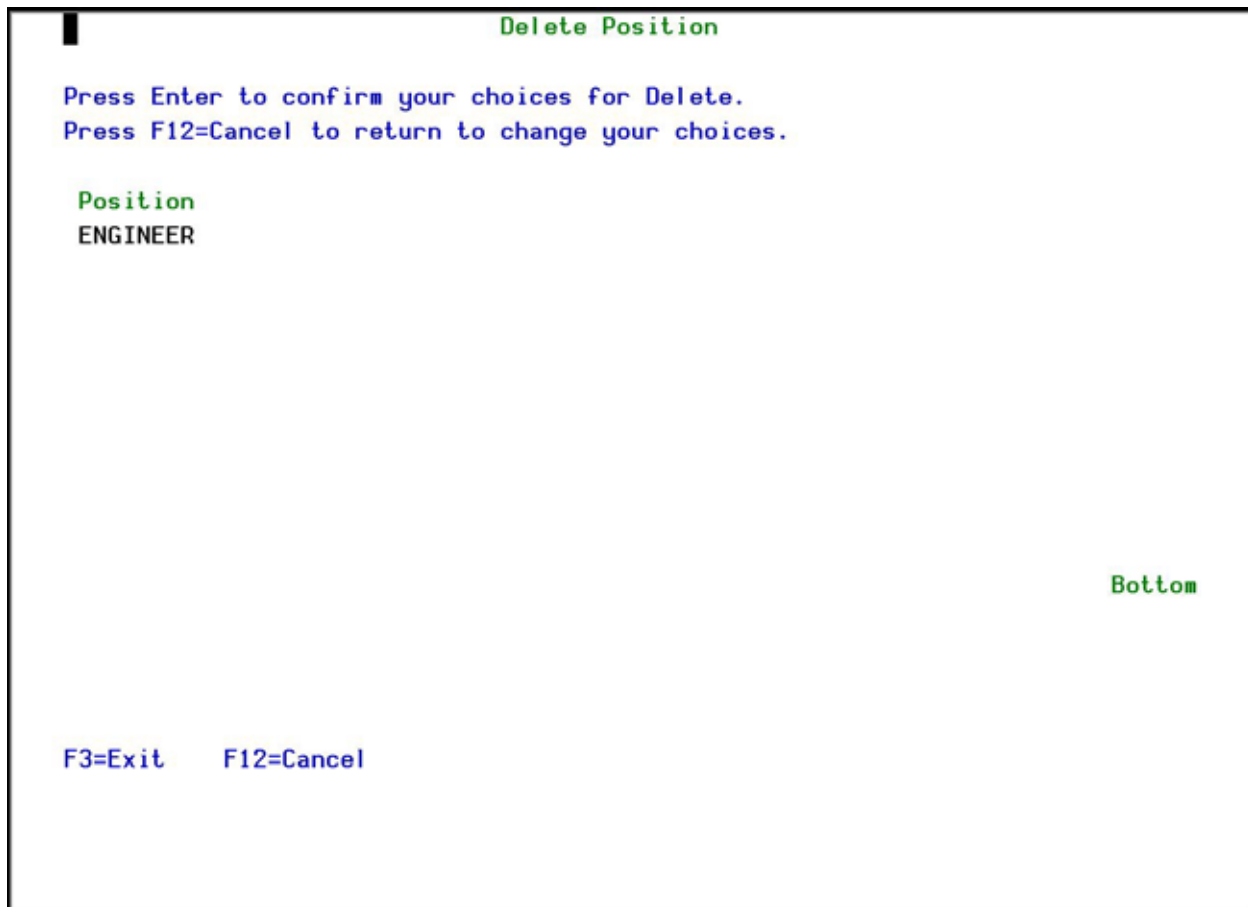 Delete Position
Press Enter to confirm your choices for Delete.
Press F12=Cancel to return to change your choices.
Position
ENGINEER
Bottom
F3=Exit F12=Cancel